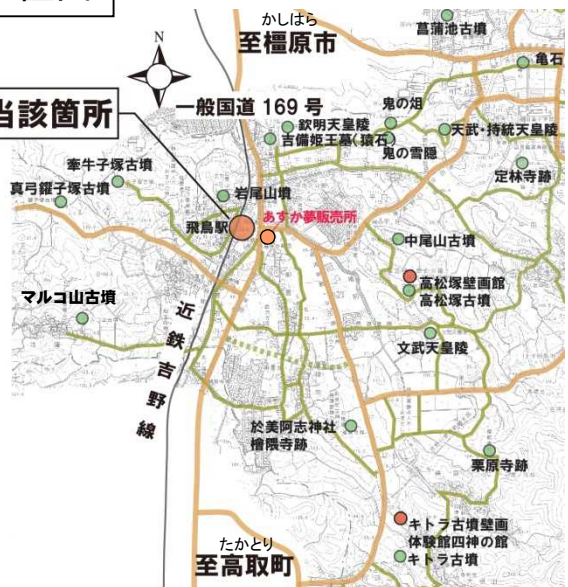 かしはら
至橿原市
菖蒲池古墳
亀石
N
当該箇所
一般国道 169 号
鬼の俎
欽明天皇陵
天武・持統天皇陵
吉備姫王墓(猿石)
鬼の雪隠
牽牛子塚古墳
定林寺跡
真弓鑵子塚古墳
岩尾山墳
あすか夢販売所
飛鳥駅
中尾山古墳
高松塚壁画館
高松塚古墳
マルコ山古墳
近鉄吉野線
文武天皇陵
於美阿志神社
檜隈寺跡
栗原寺跡
キトラ古墳壁画
体験館四神の館
キトラ古墳
たかとり
至高取町